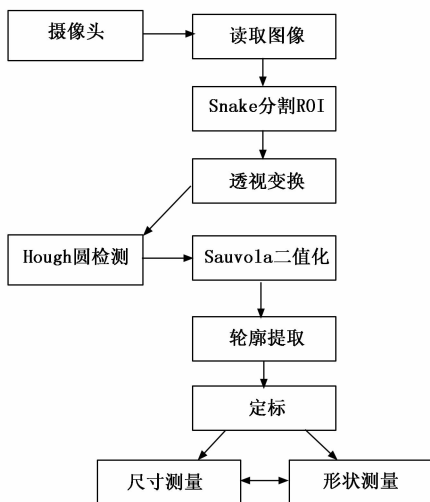 摄像头
读取图像
Snake分割ROI
透视变换
Hough圆检测
Sauvola二值化
轮廓提取
定标
尺寸测量
形状测量